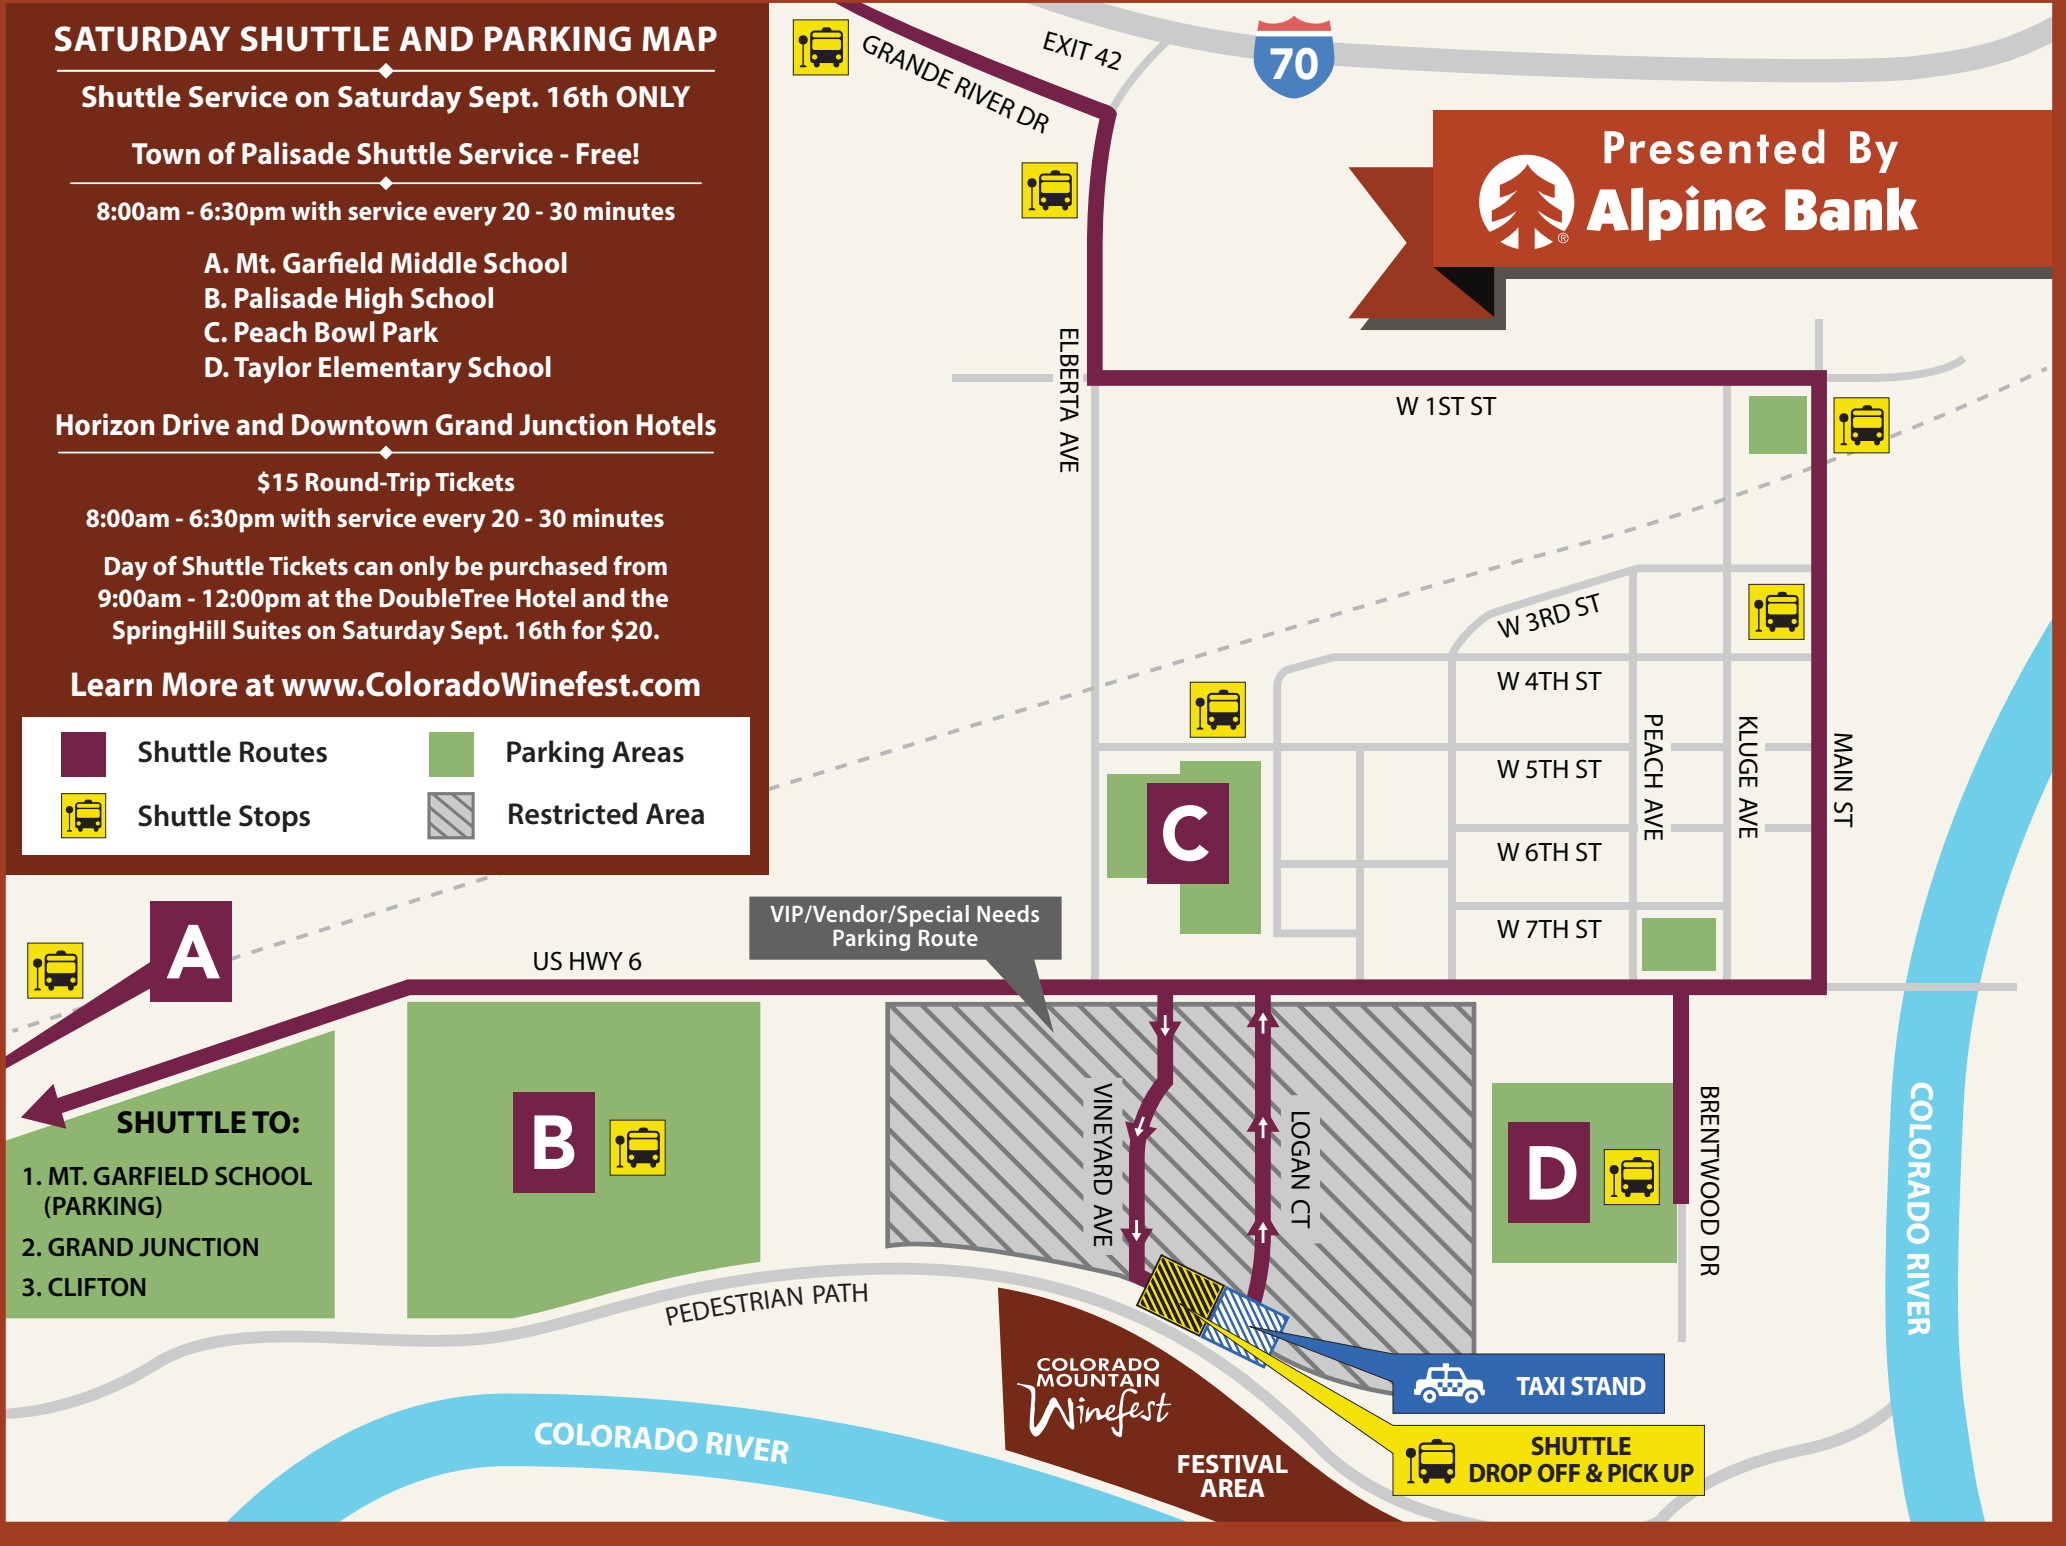 SATURDAY SHUTTLE AND PARKING MAP
Shuttle Service on Saturday Sept. 16th ONLY
Town of Palisade Shuttle Service - Free!
8:00am - 6:30pm with service every 20 - 30 minutes
A. Mt. Garfield Middle School
B. Palisade High School
C. Peach Bowl Park
D. Taylor Elementary School
Horizon Drive and Downtown Grand Junction Hotels
$15 Round-Trip Tickets
8:00am - 6:30pm with service every 20 - 30 minutes
Day of Shuttle Tickets can only be purchased from
9:00am - 12:00pm at the DoubleTree Hotel and the
SpringHill Suites on Saturday Sept. 16th for $20.
Learn More at www.ColoradoWinefest.com
Shuttle Routes
Parking Areas
Shuttle Stops
Restricted Area
GRANDE RIVER DR
EXIT 42
70
Presented By
Alpine Bank
®
ELBERTA AVE
W 1ST ST
W 3RD ST
W 4TH ST
W 5TH ST
W 6TH ST
W 7TH ST
PEACH AVE
KLUGE AVE
MAIN ST
C
A
US HWY 6
VIP/Vendor/Special Needs
Parking Route
SHUTTLE TO:
1. MT. GARFIELD SCHOOL
(PARKING)
2. GRAND JUNCTION
3. CLIFTON
B
VINEYARD AVE
LOGAN CT
D
BRENTWOOD DR
COLORADO RIVER
PEDESTRIAN PATH
COLORADO RIVER
COLORADO
MOUNTAIN
Winefest
FESTIVAL
AREA
TAXI STAND
SHUTTLE
DROP OFF & PICK UP